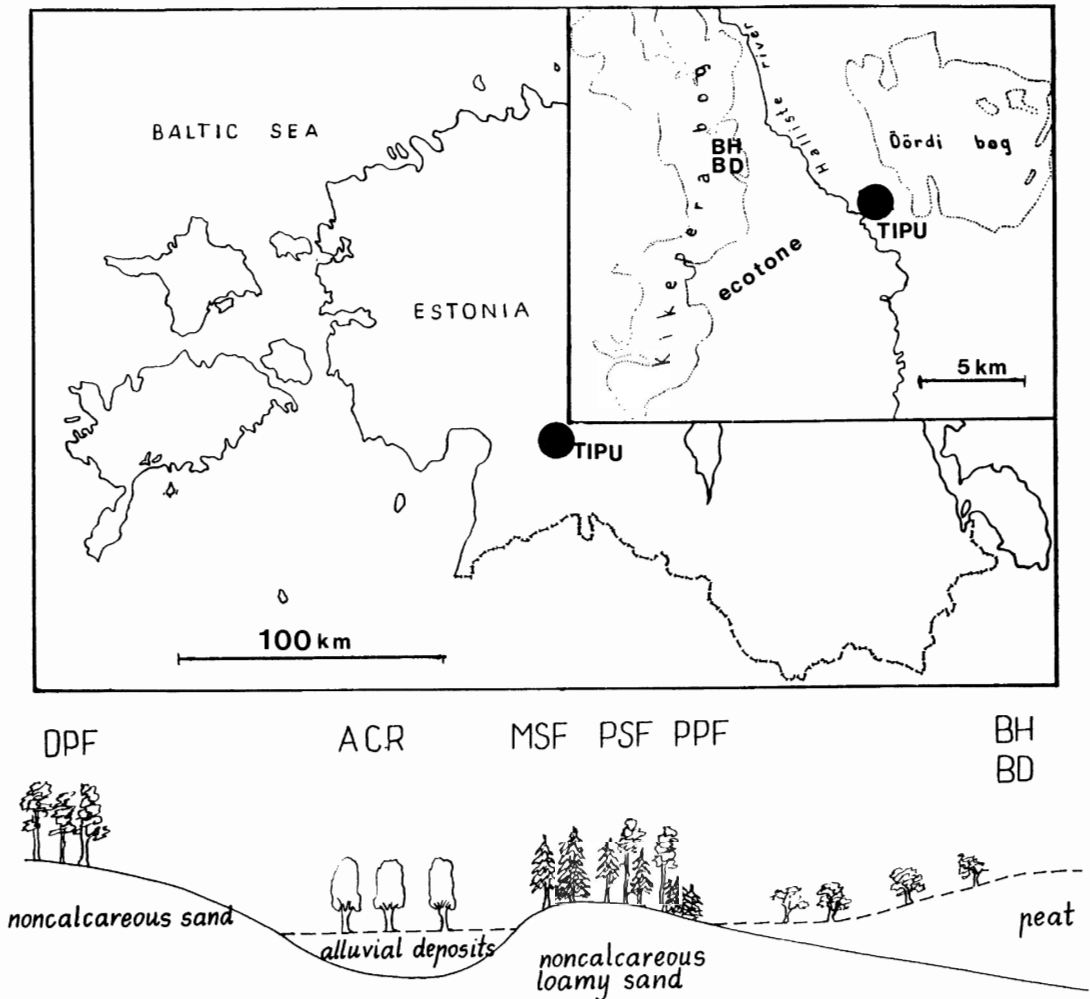 BALTIC SEA
ESTONIA
TIPU
100 km
Kikepera bog
BH
BD
Halliste river
Öördi bog
TIPU
ecotone
5 km
DPF
ACR
MSF
PSF
PPF
BH
BD
noncalcareous sand
alluvial deposits
noncalcareous
loamy sand
peat